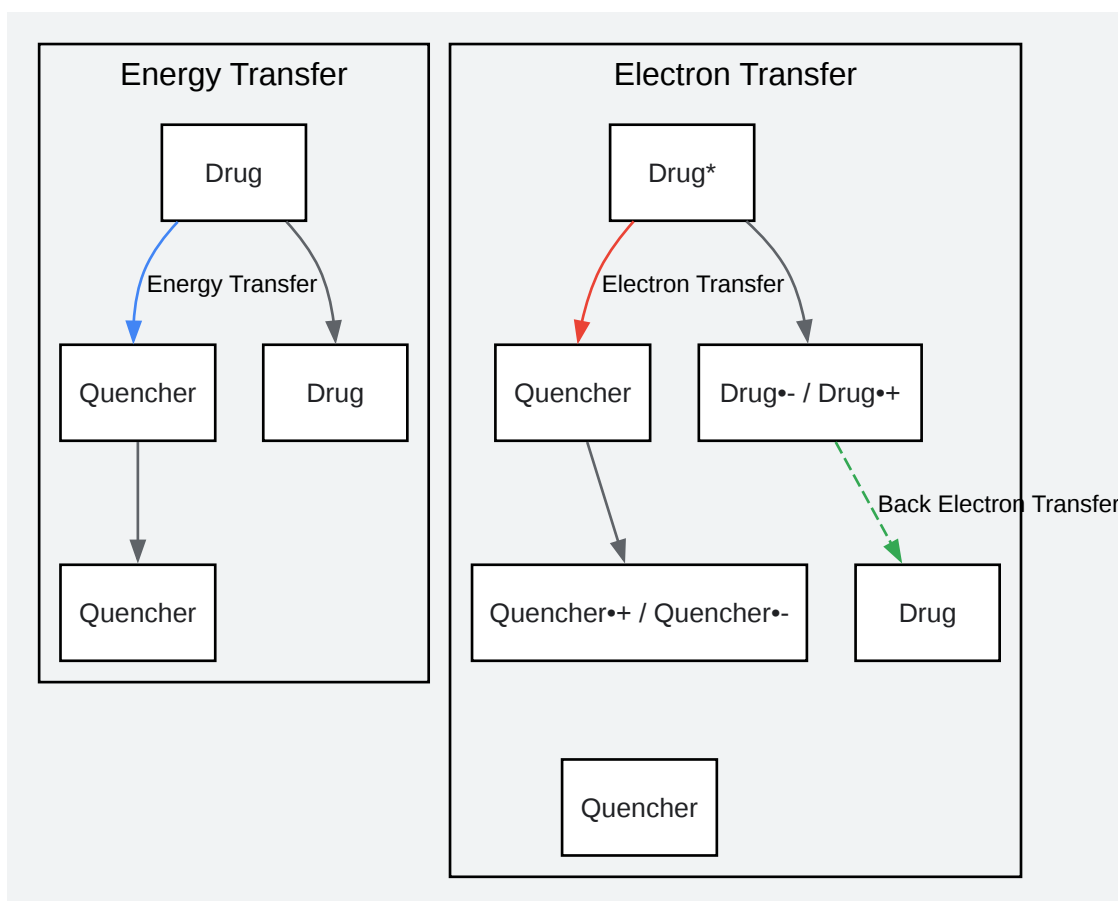 Energy Transfer
Drug
Energy Transfer
Quencher
Drug
Quencher
Electron Transfer
Drug*
Electron Transfer
Quencher
Drug•- / Drug•+
Back Electron Transfer
Quencher•+ / Quencher•-
Drug
Quencher